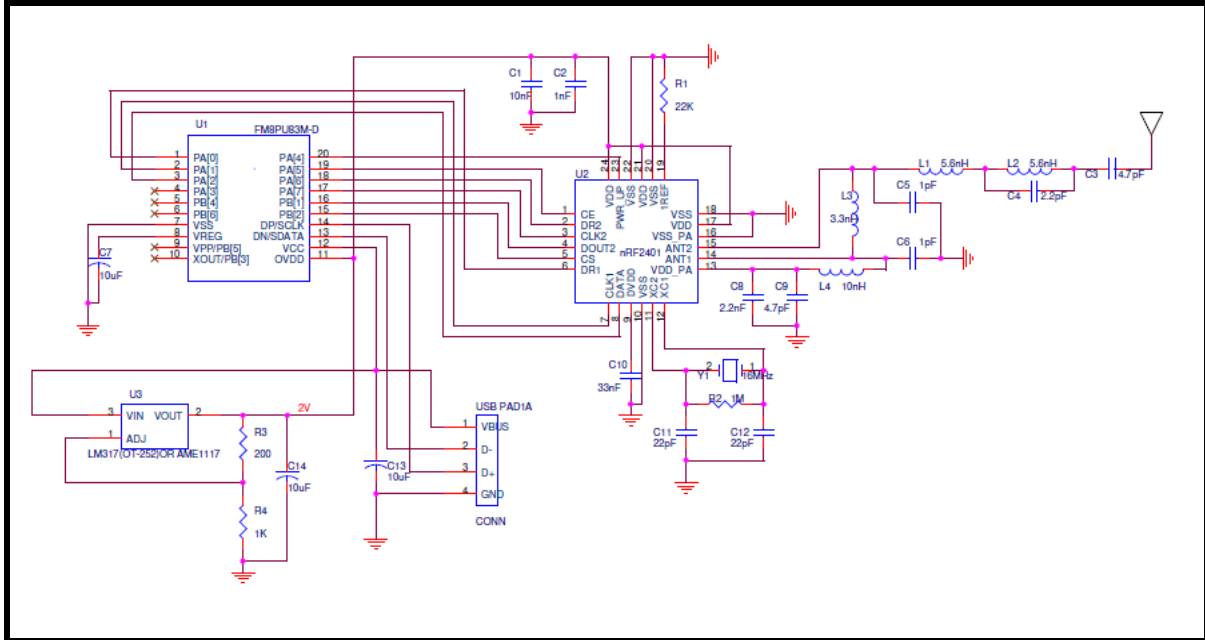 C1
10nF
C2
1nF
R1
22K
U1
FM8PU83M-D
1 PA[0] PA[4] 20
2 PA[1] PA[5] 19
3 PA[2] PA[6] 18
4 PA[3] PA[7] 17
5 PB[4] PB[1] 16
6 PB[6] PB[2] 15
7 VSS DP/SCLK 14
8 VREG DN/SDATA 13
9 VPP/PB[5] VCC 12
10 XOUT/PB[3] OVDD 11
C7
10uF
U2
24 23 22 21 20 19
VDD PWR_UP VSS VDD VSS 1REF
1 CE VSS 18
2 DR2 VDD 17
3 CLK2 VSS_PA 16
4 DOUT2 ANT2 15
nRF2401
5 CS ANT1 14
6 DR1 VDD_PA 13
CLK1 DATA DVDD VSS XC2 XC1
7 8 9 10 11 12
L3
3.3nH
L1 5.6nH
L2 5.6nH
C5 1pF
C4 2.2pF
C3 4.7pF
C6 1pF
L4 10nH
C8
2.2nF
C9
4.7pF
C10
33nF
2 1
Y1 16MHz
R2 1M
C11
22pF
C12
22pF
U3
3 VIN VOUT 2
1 ADJ
LM317(OT-252)OR AME1117
2V
R3
200
C14
10uF
R4
1K
C13
10uF
USB PAD1A
1 VBUS
2 D-
3 D+
4 GND
CONN